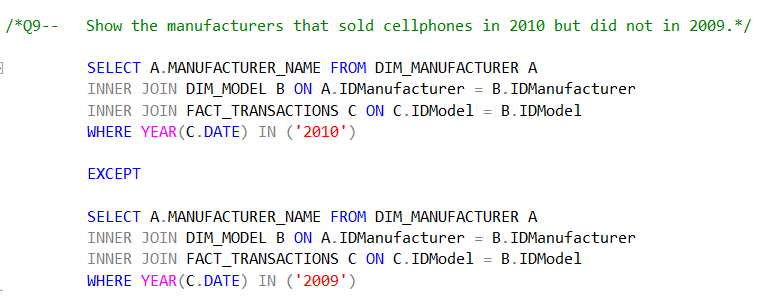 /*Q9-- Show the manufacturers that sold cellphones in 2010 but did not in 2009.*/
SELECT A.MANUFACTURER_NAME FROM DIM_MANUFACTURER A
INNER JOIN DIM_MODEL B ON A.IDManufacturer = B.IDManufacturer
INNER JOIN FACT_TRANSACTIONS C ON C.IDModel = B.IDModel
WHERE YEAR(C.DATE) IN ('2010')
EXCEPT
SELECT A.MANUFACTURER_NAME FROM DIM_MANUFACTURER A
INNER JOIN DIM_MODEL B ON A.IDManufacturer = B.IDManufacturer
INNER JOIN FACT_TRANSACTIONS C ON C.IDModel = B.IDModel
WHERE YEAR(C.DATE) IN ('2009')